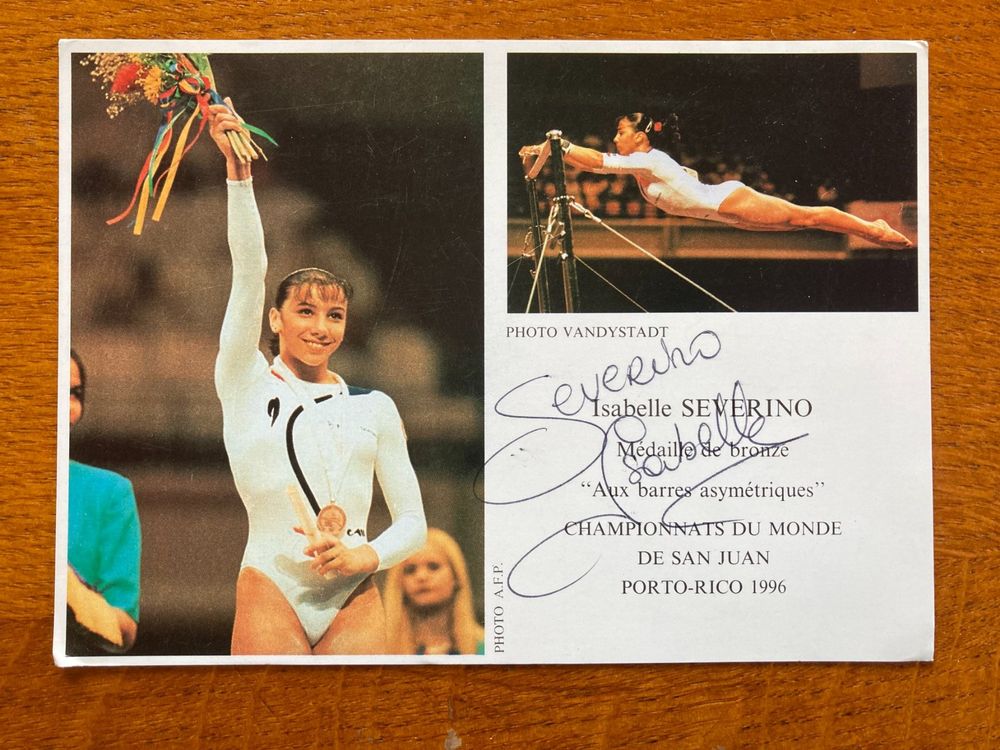 PHOTO VANDYSTADT
Severino
Isabelle SEVERINO
Isabelle
Médaille de bronze
“Aux barres asymétriques”
CHAMPIONNATS DU MONDE
DE SAN JUAN
PORTO-RICO 1996
PHOTO A.F.P.